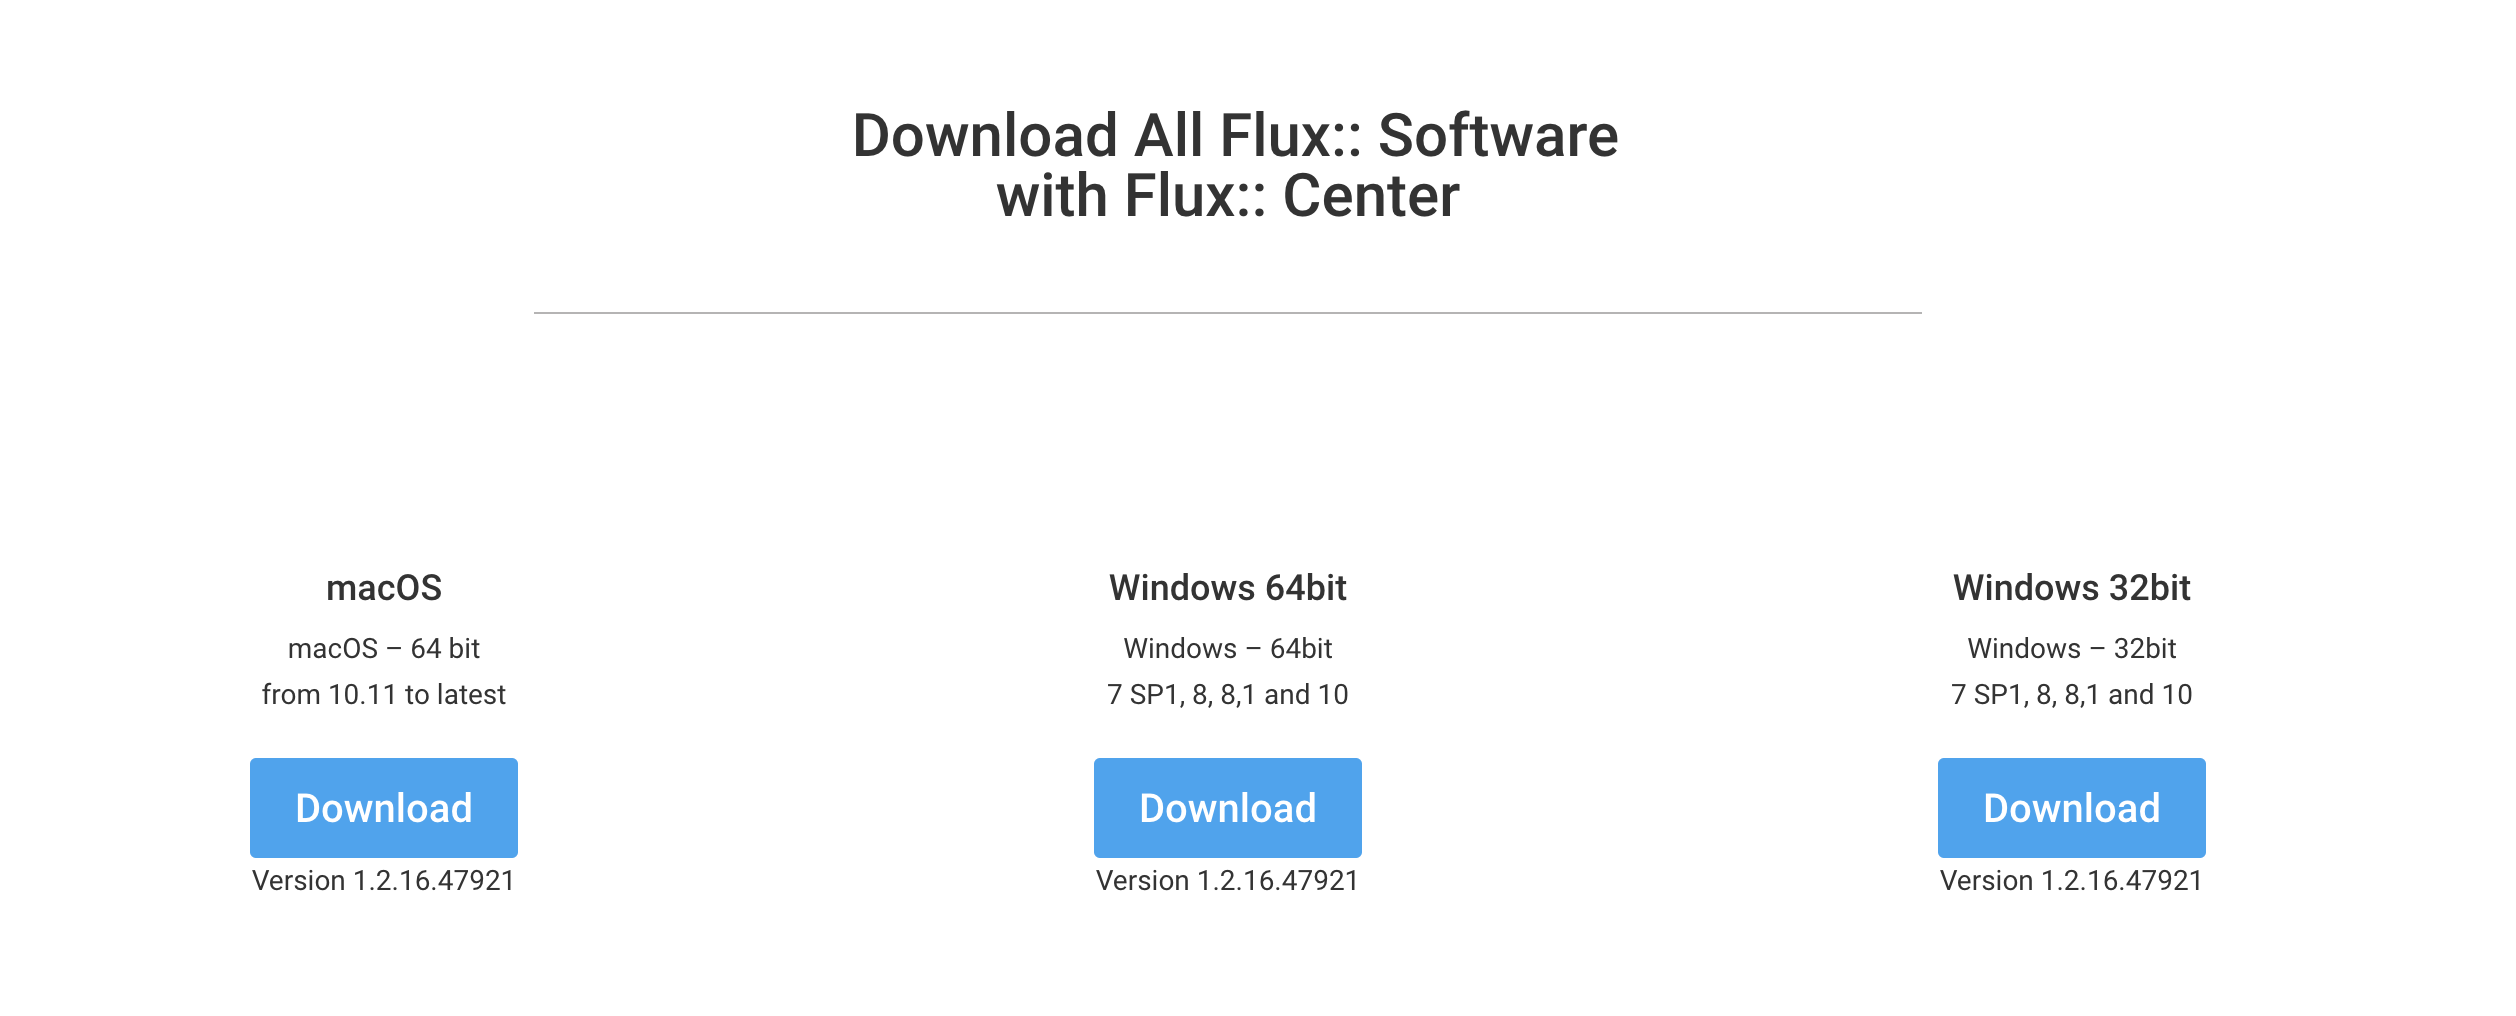 Download All Flux:: Software
with Flux:: Center
macOS
macOS – 64 bit
from 10.11 to latest
Download
Version 1.2.16.47921
Windows 64bit
Windows – 64bit
7 SP1, 8, 8,1 and 10
Download
Version 1.2.16.47921
Windows 32bit
Windows – 32bit
7 SP1, 8, 8,1 and 10
Download
Version 1.2.16.47921